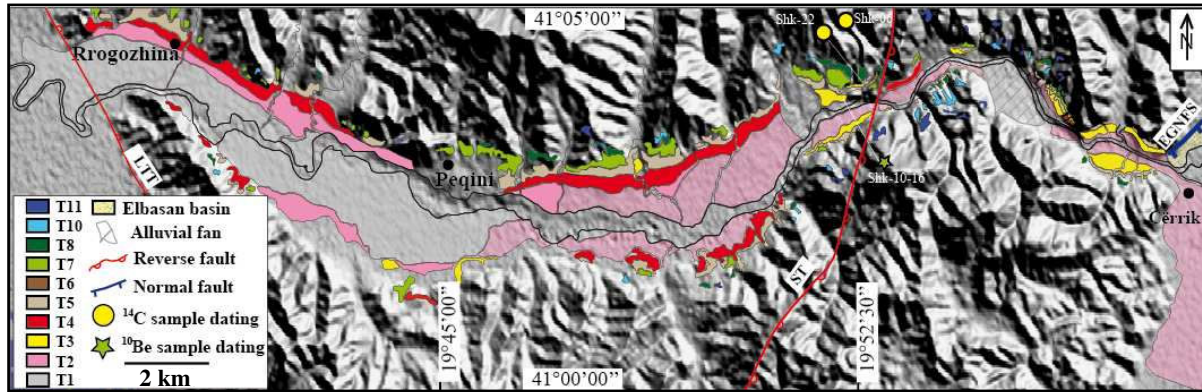 41°05'00''
Shk-22
Shk-06
N
Rrogozhina
EGNFS
LTT
Peqini
Shk-10-16
Cërrik
ST
19°45'00''
19°52'30''
41°00'00''
T11
T10
T8
T7
T6
T5
T4
T3
T2
T1
Elbasan basin
Alluvial fan
Reverse fault
Normal fault
¹⁴C sample dating
¹⁰Be sample dating
2 km